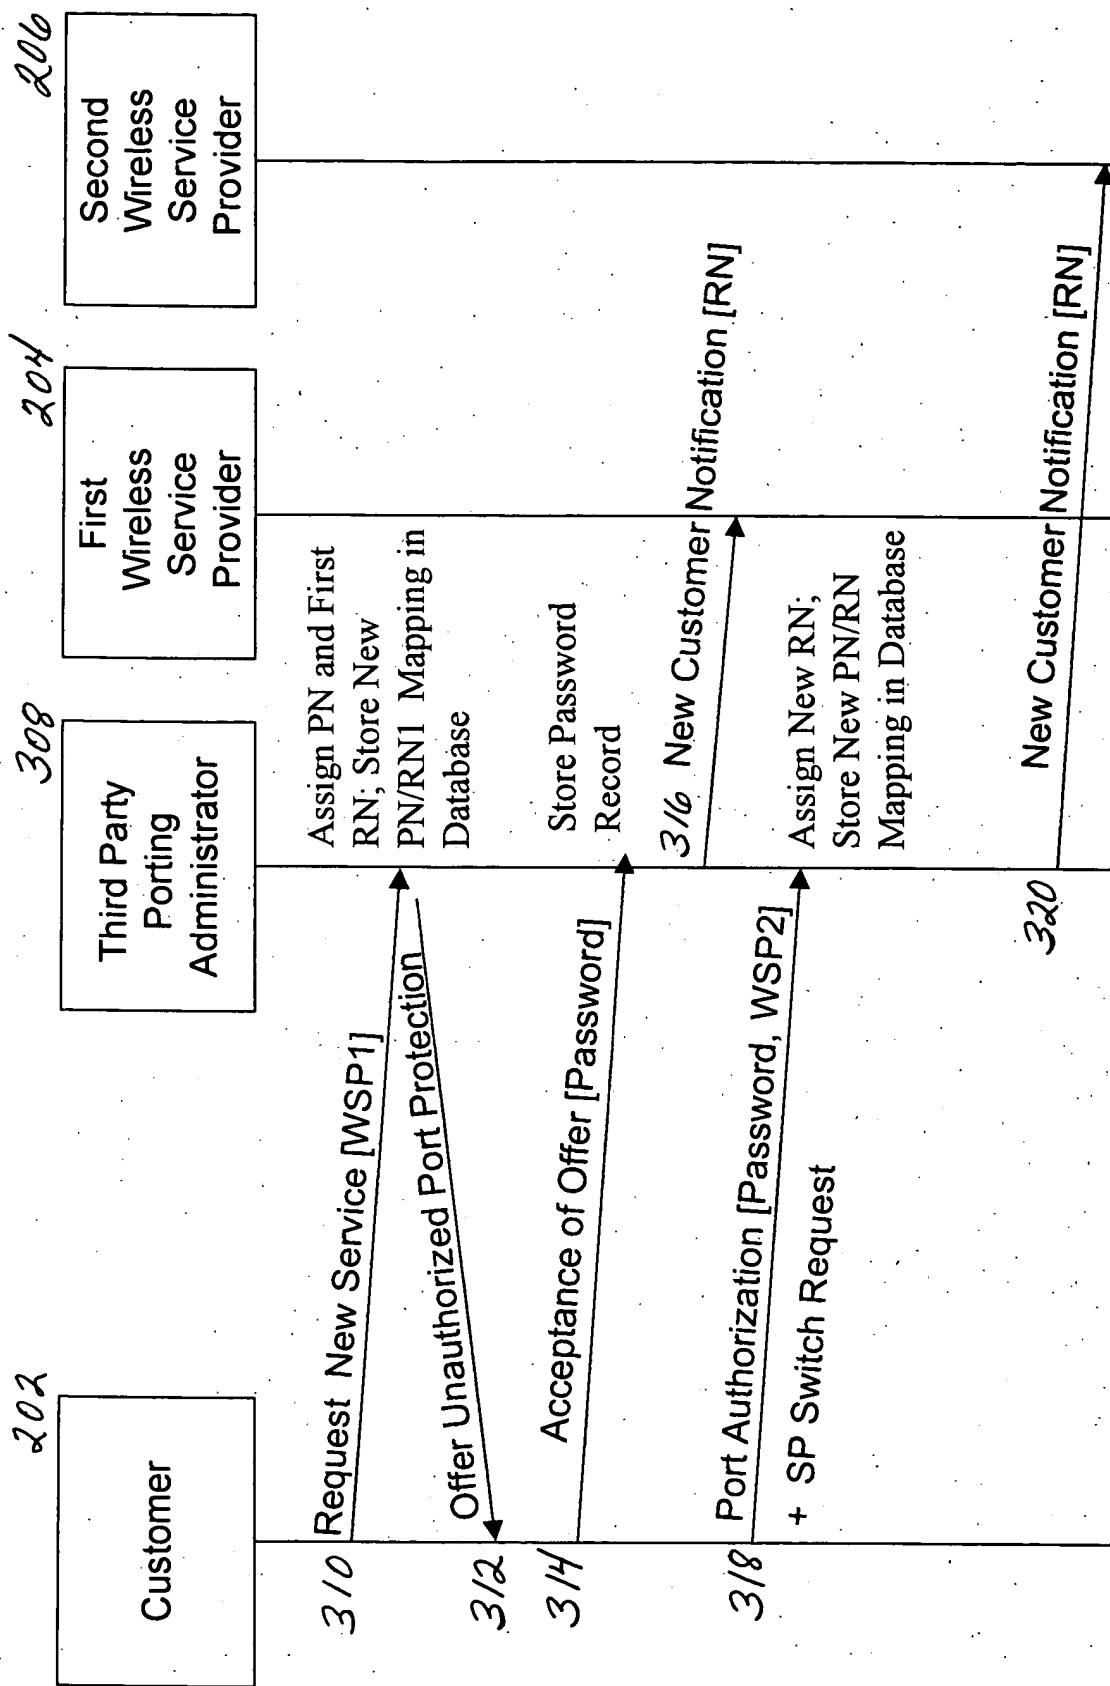 202
Customer
308
Third Party
Porting
Administrator
204
First
Wireless
Service
Provider
206
Second
Wireless
Service
Provider
310
Request New Service [WSP1]
Assign PN and First
RN; Store New
PN/RN1 Mapping in
Database
312
Offer Unauthorized Port Protection
314
Acceptance of Offer [Password]
Store Password
Record
316 New Customer Notification [RN]
318
Port Authorization [Password, WSP2]
+ SP Switch Request
Assign New RN;
Store New PN/RN
Mapping in Database
320
New Customer Notification [RN]